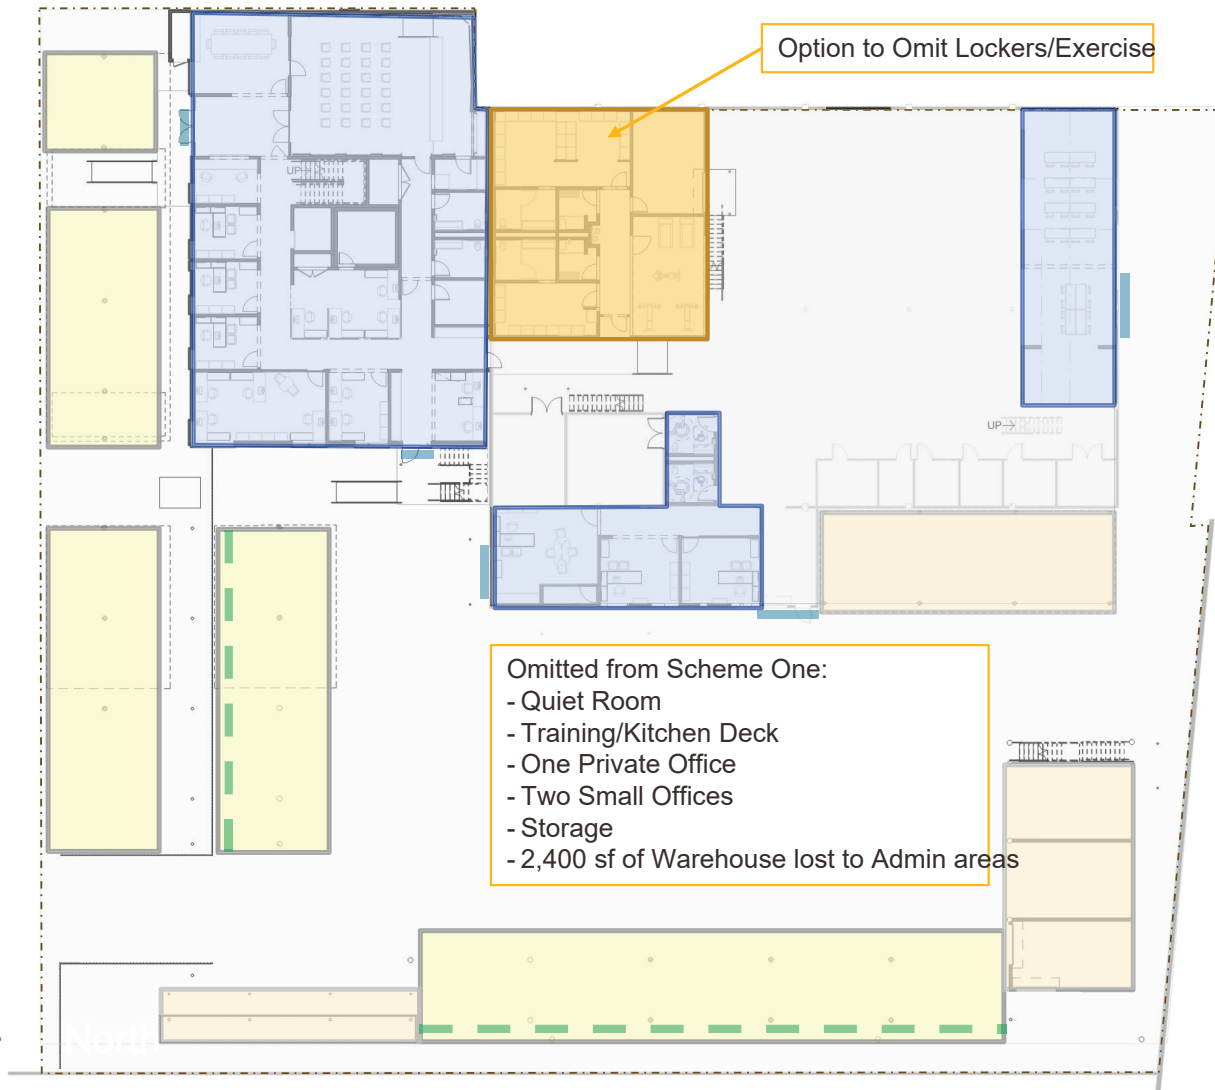 Option to Omit Lockers/Exercise
UP
UP
Omitted from Scheme One:
- Quiet Room
- Training/Kitchen Deck
- One Private Office
- Two Small Offices
- Storage
- 2,400 sf of Warehouse lost to Admin areas
North